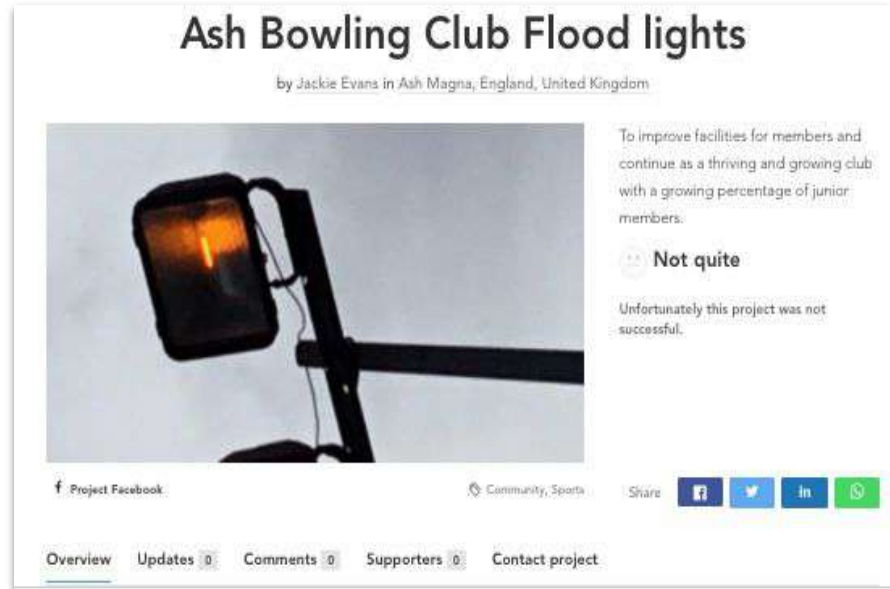 Ash Bowling Club Flood lights
by Jackie Evans in Ash Magna, England, United Kingdom
To improve facilities for members and
continue as a thriving and growing club
with a growing percentage of junior
members.
Not quite
Unfortunately this project was not
successful.
f Project Facebook
Community, Sports
Share
Overview Updates 0 Comments 0 Supporters 0 Contact project